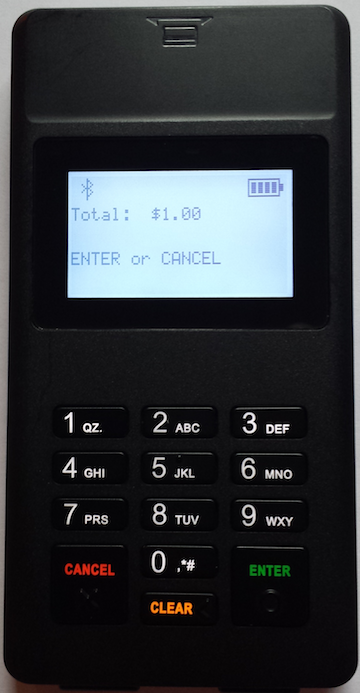 Total: $1.00
ENTER or CANCEL
1 QZ. 2 ABC 3 DEF
4 GHI 5 JKL 6 MNO
7 PRS 8 TUV 9 WXY
CANCEL 0 ,*# ENTER
CLEAR